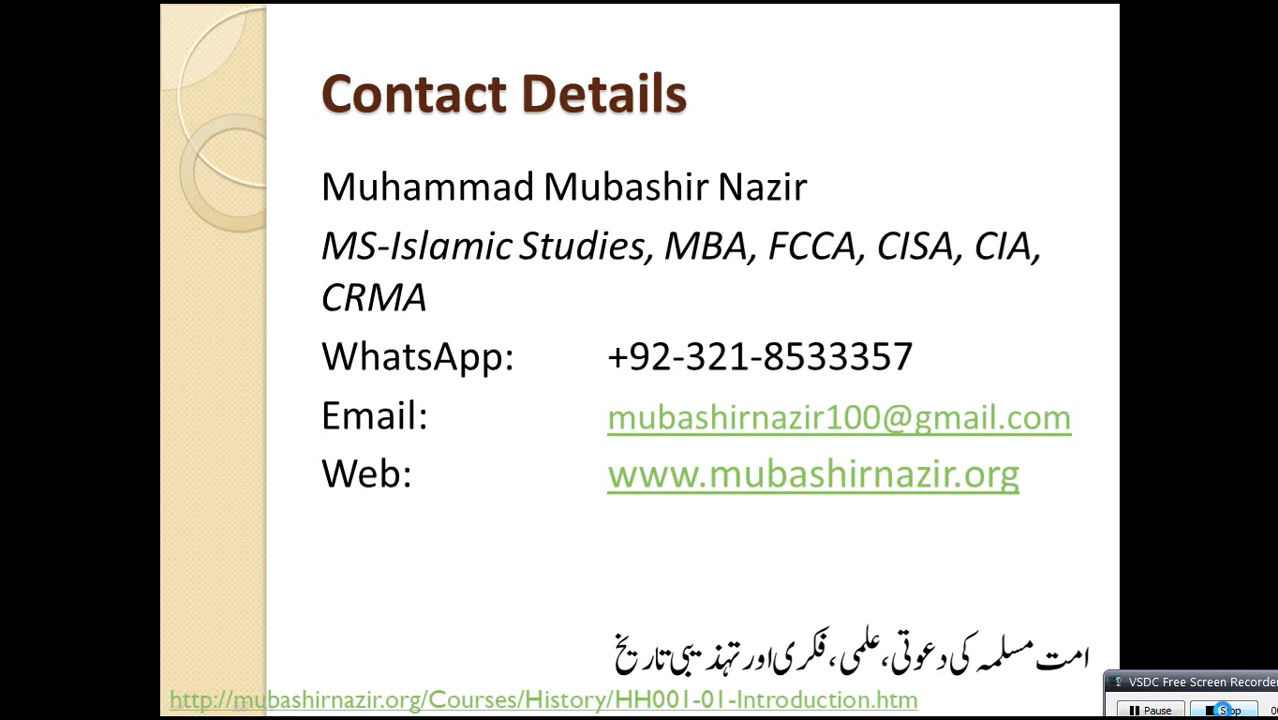 Contact Details
Muhammad Mubashir Nazir
MS-Islamic Studies, MBA, FCCA, CISA, CIA,
CRMA
WhatsApp: +92-321-8533357
Email: mubashirnazir100@gmail.com
Web: www.mubashirnazir.org
امت مسلمہ کی دعوتی، علمی، فکری اور تہذیبی تاریخ
http://mubashirnazir.org/Courses/History/HH001-01-Introduction.htm
VSDC Free Screen Recorder
Pause Stop